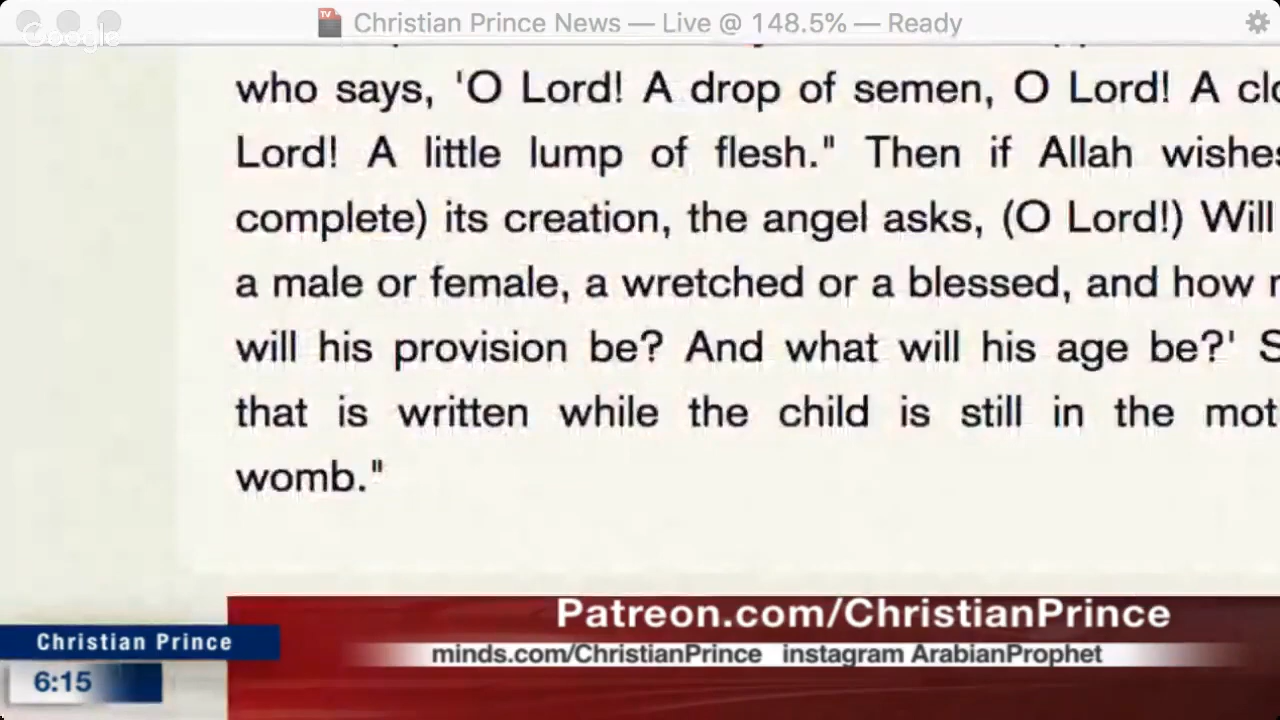 Christian Prince News — Live @ 148.5% — Ready
Google
who says, 'O Lord! A drop of semen, O Lord! A
Lord! A little lump of flesh." Then if Allah wishes
complete) its creation, the angel asks, (O Lord!) Will
a male or female, a wretched or a blessed, and how
will his provision be? And what will his age be?'
that is written while the child is still in the
womb."
Patreon.com/ChristianPrince
Christian Prince
minds.com/ChristianPrince instagram ArabianProphet
6:15